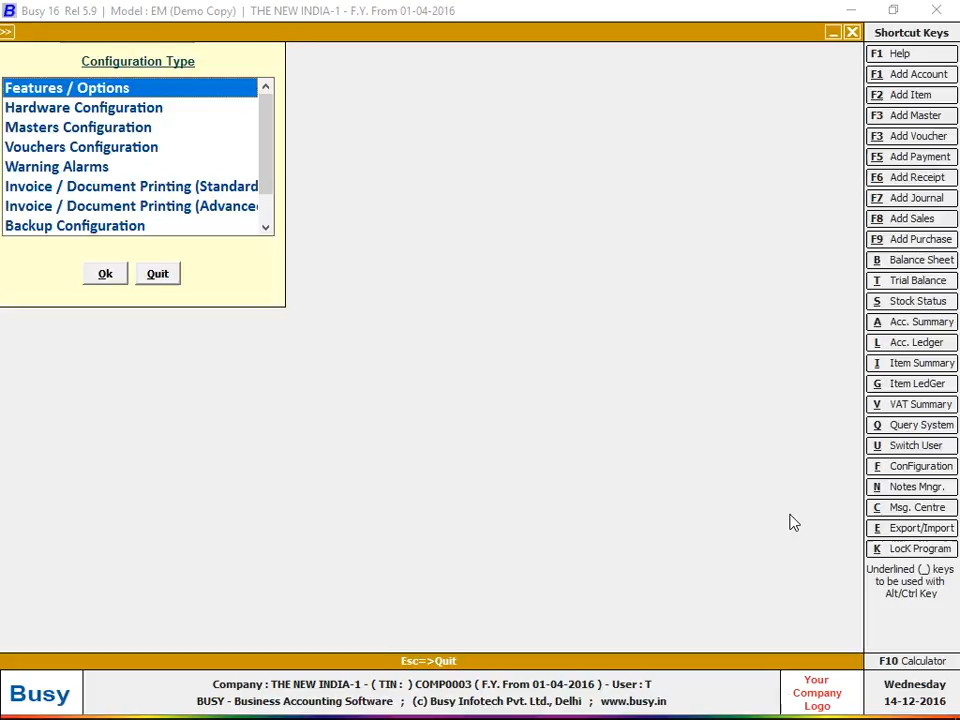 Busy 16 Rel 5.9 | Model : EM (Demo Copy) | THE NEW INDIA-1 - F.Y. From 01-04-2016
>>
Configuration Type
Features / Options
Hardware Configuration
Masters Configuration
Vouchers Configuration
Warning Alarms
Invoice / Document Printing (Standard
Invoice / Document Printing (Advance
Backup Configuration
Ok Quit
Shortcut Keys
F1 Help
F1 Add Account
F2 Add Item
F3 Add Master
F3 Add Voucher
F5 Add Payment
F6 Add Receipt
F7 Add Journal
F8 Add Sales
F9 Add Purchase
B Balance Sheet
T Trial Balance
S Stock Status
A Acc. Summary
L Acc. Ledger
I Item Summary
G Item LedGer
V VAT Summary
Q Query System
U Switch User
F ConFiguration
N Notes Mngr.
C Msg. Centre
E Export/Import
K LocK Program
Underlined (_) keys
to be used with
Alt/Ctrl Key
Esc=>Quit
F10 Calculator
Busy
Company : THE NEW INDIA-1 - ( TIN : ) COMP0003 ( F.Y. From 01-04-2016 ) - User : T
BUSY - Business Accounting Software ; (c) Busy Infotech Pvt. Ltd., Delhi ; www.busy.in
Your
Company
Logo
Wednesday
14-12-2016